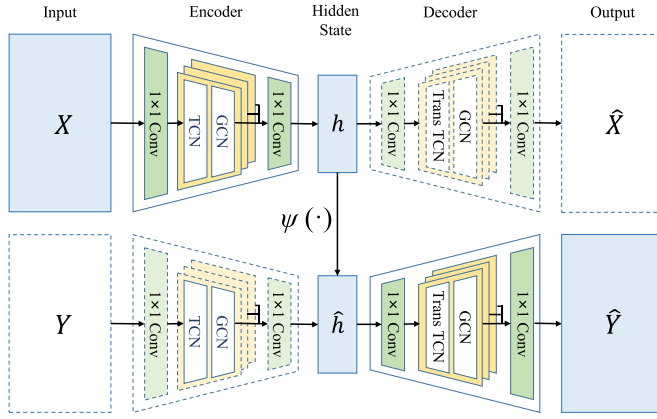 Input
Encoder
Hidden
State
Decoder
Output
X
1×1 Conv
TCN
GCN
1×1 Conv
h
1×1 Conv
Trans TCN
GCN
1×1 Conv
X̂
ψ (·)
Y
1×1 Conv
TCN
GCN
1×1 Conv
ĥ
1×1 Conv
Trans TCN
GCN
1×1 Conv
Ŷ